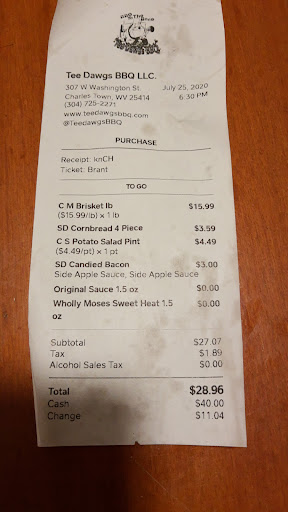 TEE DAWGS BBQ
Tee Dawgs BBQ LLC.
307 W Washington St July 25, 2020
Charles Town, WV 25414 6:30 PM
(304) 725-2271
www.teedawgsbbq.com
@TeedawgsBBQ
PURCHASE
Receipt: knCH
Ticket: Brant
TO GO
C M Brisket lb $15.99
($15.99/lb) × 1 lb
SD Cornbread 4 Piece $3.59
C S Potato Salad Pint $4.49
($4.49/pt) × 1 pt
SD Candied Bacon $3.00
Side Apple Sauce, Side Apple Sauce
Original Sauce 1.5 oz $0.00
Wholly Moses Sweet Heat 1.5 $0.00
oz
Subtotal $27.07
Tax $1.89
Alcohol Sales Tax $0.00
Total $28.96
Cash $40.00
Change $11.04